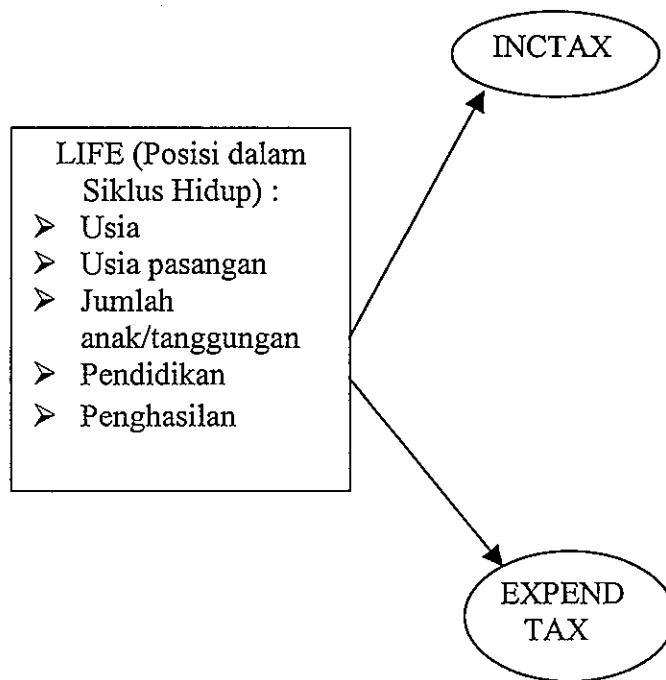 INCTAX
LIFE (Posisi dalam
Siklus Hidup) :
➢ Usia
➢ Usia pasangan
➢ Jumlah
anak/tanggungan
➢ Pendidikan
➢ Penghasilan
EXPEND
TAX